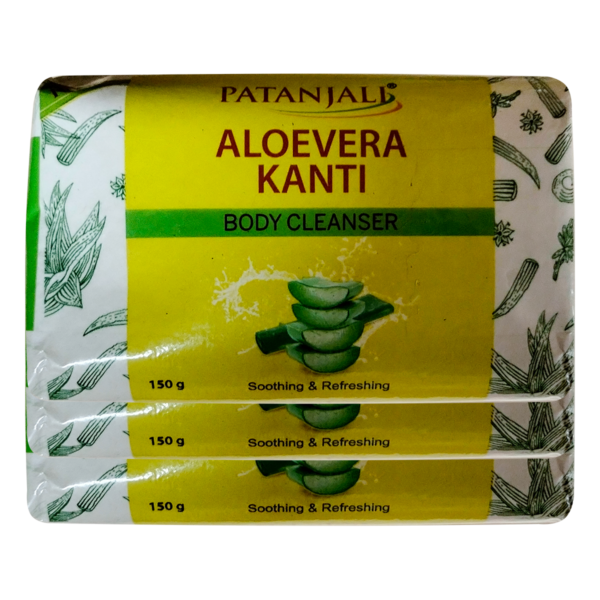 PATANJALI®
ALOEVERA
KANTI
BODY CLEANSER
150 g Soothing & Refreshing
150 g Soothing & Refreshing
150 g Soothing & Refreshing